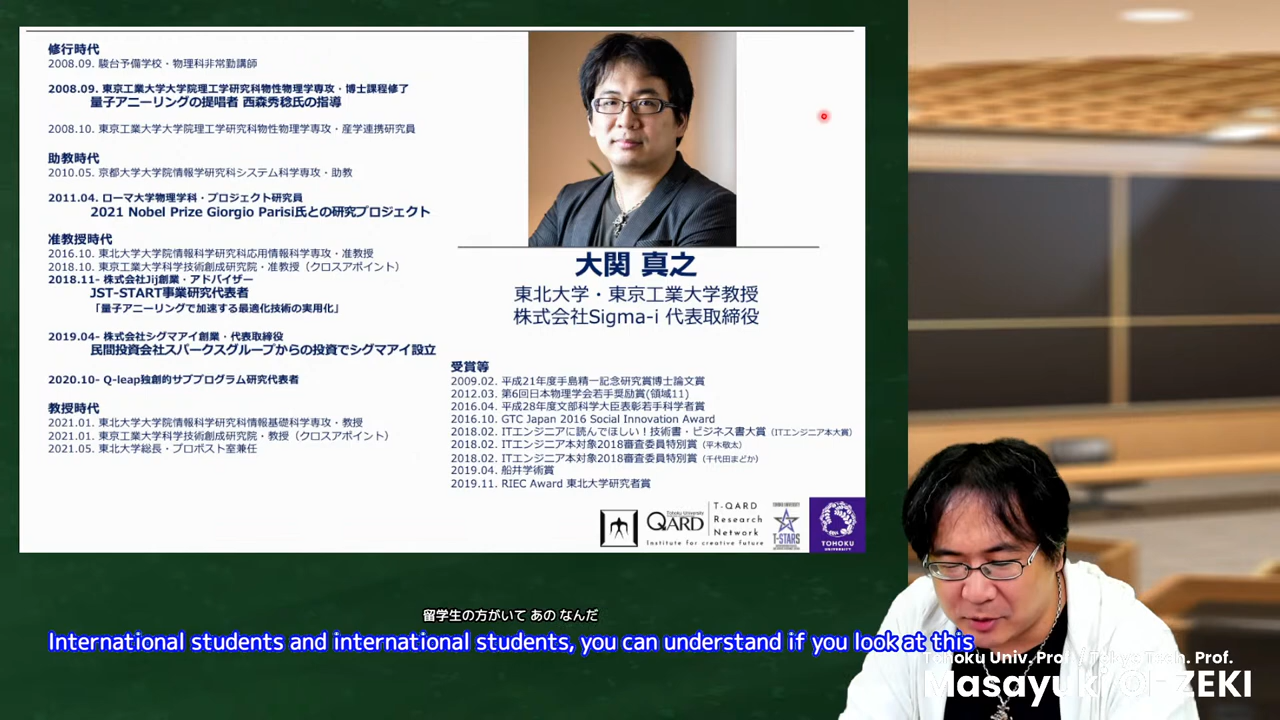 修行時代
2008.09. 駿台予備学校・物理科非常勤講師
2008.09. 東京工業大学大学院理工学研究科物性物理学専攻・博士課程修了
量子アニーリングの提唱者 西森秀稔氏の指導
2008.10. 東京工業大学大学院理工学研究科物性物理学専攻・産学連携研究員
助教時代
2010.05. 京都大学大学院情報学研究科システム科学専攻・助教
2011.04. ローマ大学物理学科・プロジェクト研究員
2021 Nobel Prize Giorgio Parisi氏との研究プロジェクト
准教授時代
2016.10. 東北大学大学院情報科学研究科応用情報科学専攻・准教授
2018.10. 東京工業大学科学技術創成研究院・准教授（クロスアポイント）
2018.11- 株式会社Jij創業・アドバイザー
JST-START事業研究代表者
「量子アニーリングで加速する最適化技術の実用化」
2019.04- 株式会社シグマアイ創業・代表取締役
民間投資会社スパークスグループからの投資でシグマアイ設立
2020.10- Q-leap独創的サブプログラム研究代表者
教授時代
2021.01. 東北大学大学院情報科学研究科情報基礎科学専攻・教授
2021.01. 東京工業大学科学技術創成研究院・教授（クロスアポイント）
2021.05. 東北大学総長・プロボスト室兼任
大関 真之
東北大学・東京工業大学教授
株式会社Sigma-i 代表取締役
受賞等
2009.02. 平成21年度手島精一記念研究賞博士論文賞
2012.03. 第6回日本物理学会若手奨励賞(領域11)
2016.04. 平成28年度文部科学大臣表彰若手科学者賞
2016.10. GTC Japan 2016 Social Innovation Award
2018.02. ITエンジニアに読んでほしい！技術書・ビジネス書大賞（ITエンジニア本大賞）
2018.02. ITエンジニア本対象2018審査委員特別賞（平木敬太）
2018.02. ITエンジニア本対象2018審査委員特別賞（千代田まどか）
2019.04. 船井学術賞
2019.11. RIEC Award 東北大学研究者賞
Tohoku University
QARD
T-QARD
Research
Network
Institute for creative future
T-STARS
TOHOKU
UNIVERSITY
留学生の方がいて あの なんだ
International students and international students, you can understand if you look at this
Tohoku Univ. Prof. / Tokyo Tech. Prof.
Masayuki OHZEKI